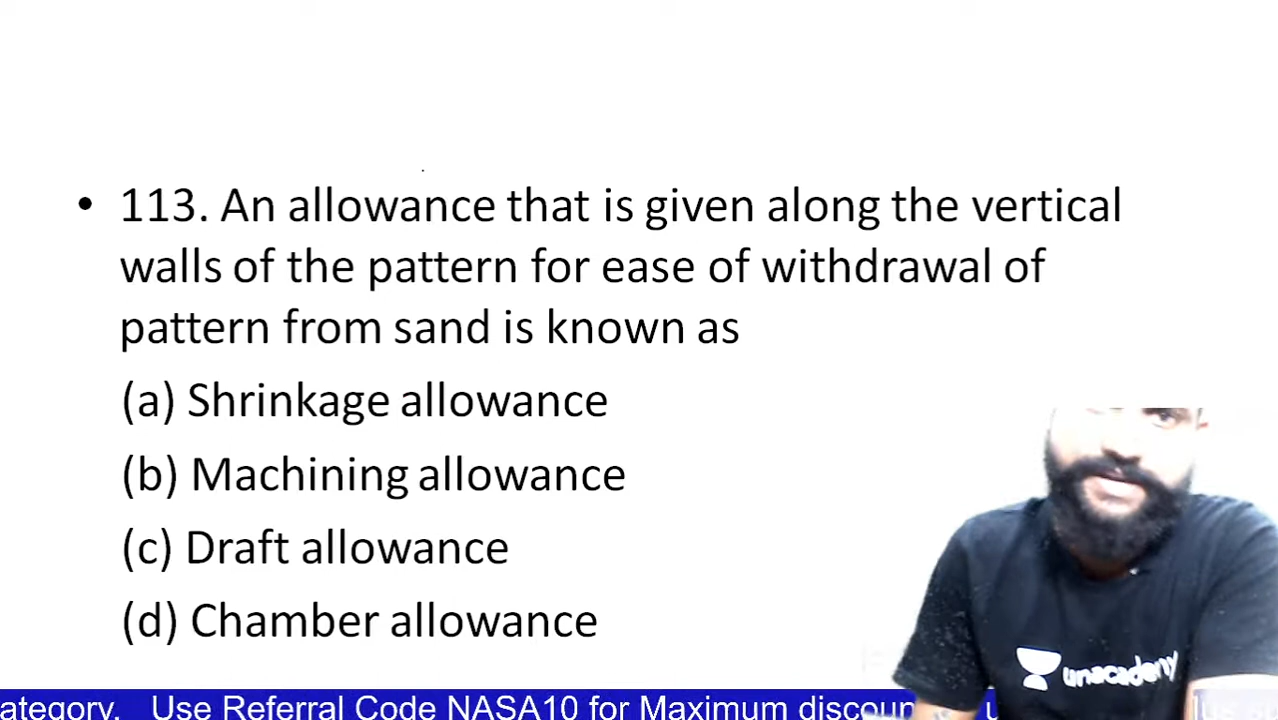 • 113. An allowance that is given along the vertical
walls of the pattern for ease of withdrawal of
pattern from sand is known as
(a) Shrinkage allowance
(b) Machining allowance
(c) Draft allowance
(d) Chamber allowance
unacademy
ategory. Use Referral Code NASA10 for Maximum discoun